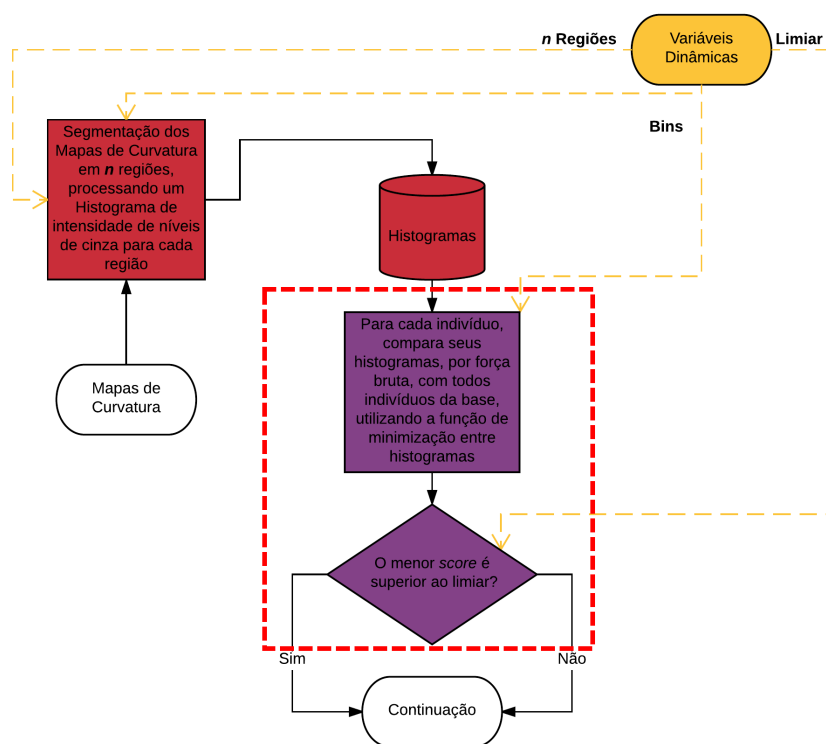 n Regiões
Variáveis
Dinâmicas
Limiar
Bins
Segmentação dos
Mapas de Curvatura
em n regiões,
processando um
Histograma de
intensidade de níveis
de cinza para cada
região
Histogramas
Mapas de
Curvatura
Para cada indivíduo,
compara seus
histogramas, por força
bruta, com todos
indivíduos da base,
utilizando a função de
minimização entre
histogramas
O menor score é
superior ao limiar?
Sim
Não
Continuação